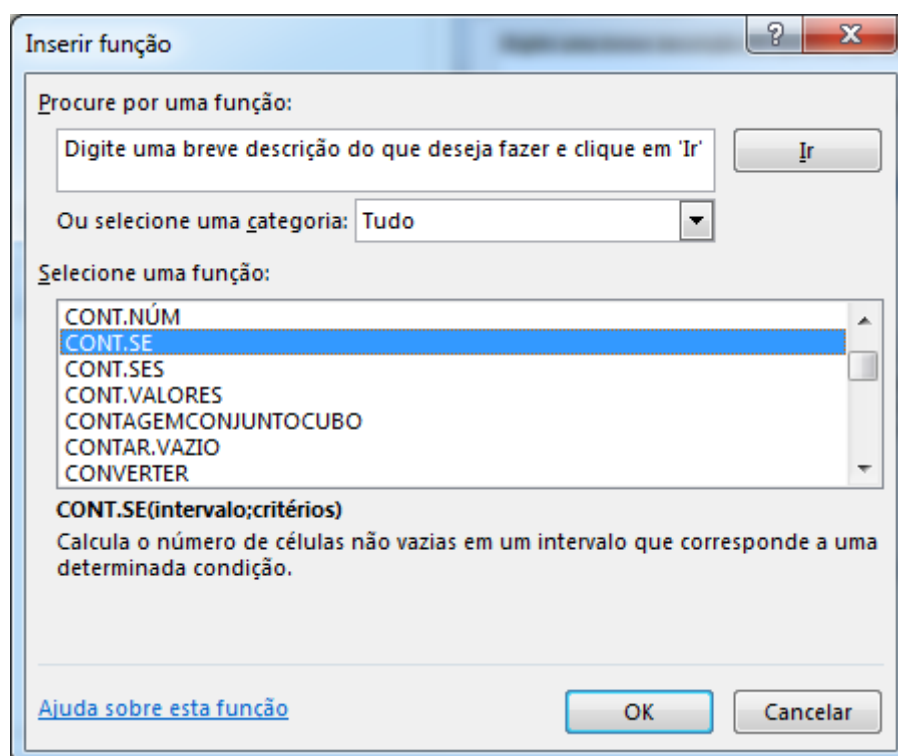 Inserir função
Procure por uma função:
Digite uma breve descrição do que deseja fazer e clique em 'Ir'
Ir
Ou selecione uma categoria: Tudo
Selecione uma função:
CONT.NÚM
CONT.SE
CONT.SES
CONT.VALORES
CONTAGEMCONJUNTOCUBO
CONTAR.VAZIO
CONVERTER
CONT.SE(intervalo;critérios)
Calcula o número de células não vazias em um intervalo que corresponde a uma
determinada condição.
Ajuda sobre esta função
OK
Cancelar